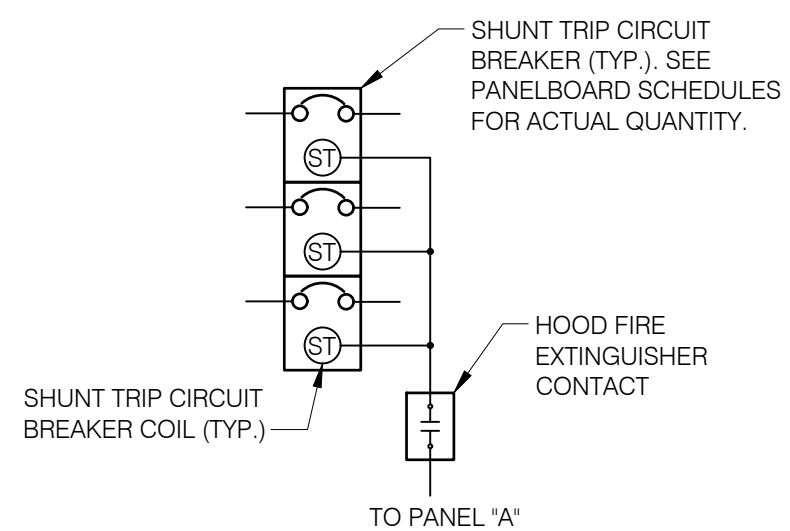 SHUNT TRIP CIRCUIT
BREAKER (TYP.). SEE
PANELBOARD SCHEDULES
FOR ACTUAL QUANTITY.
ST
ST
ST
HOOD FIRE
EXTINGUISHER
CONTACT
SHUNT TRIP CIRCUIT
BREAKER COIL (TYP.)
TO PANEL "A"